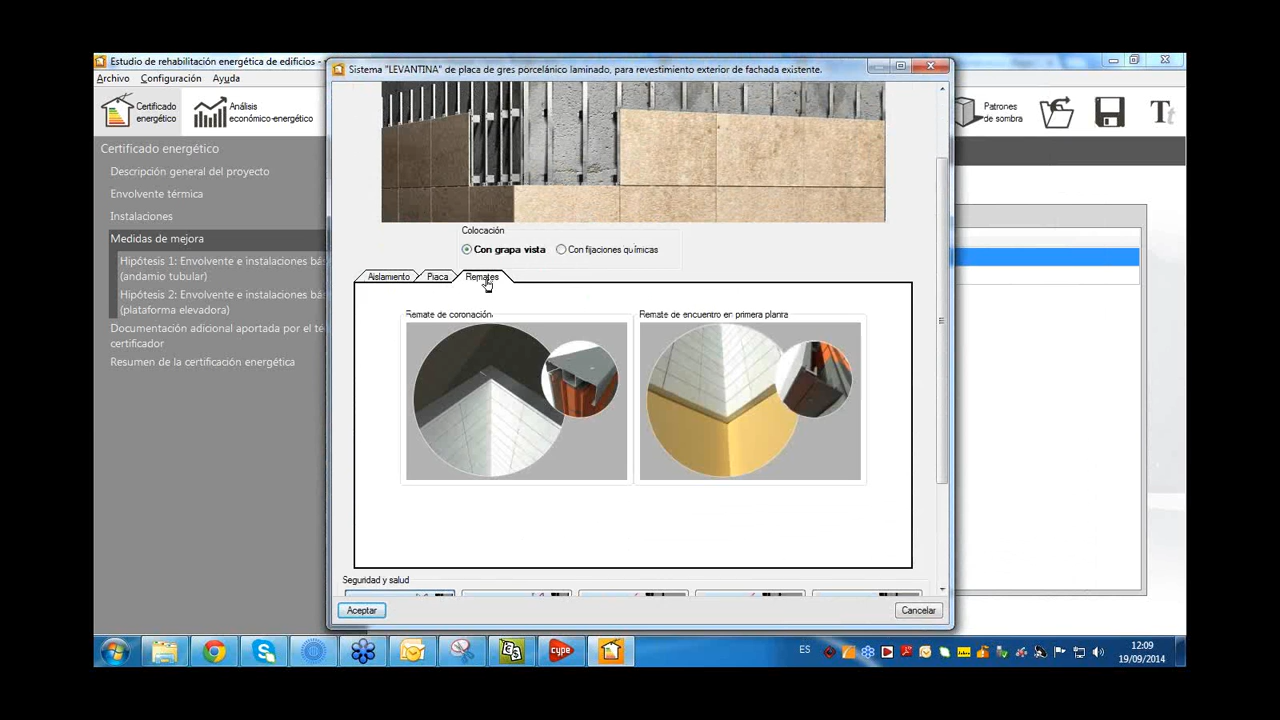 Estudio de rehabilitación energética de edificios -
Sistema "LEVANTINA" de placa de gres porcelánico laminado, para revestimiento exterior de fachada existente.
Archivo Configuración Ayuda
Certificado
energético
Análisis
económico-energético
Patrones
de sombra
Certificado energético
Descripción general del proyecto
Envolvente térmica
Instalaciones
Medidas de mejora
Hipótesis 1: Envolvente e instalaciones bá
(andamio tubular)
Hipótesis 2: Envolvente e instalaciones bá
(plataforma elevadora)
Documentación adicional aportada por el te
certificador
Resumen de la certificación energética
Colocación
Con grapa vista Con fijaciones químicas
Aislamiento Placa Remates
Remate de coronación Remate de encuentro en primera planta
Seguridad y salud
Aceptar Cancelar
cype
ES
12:09
19/09/2014